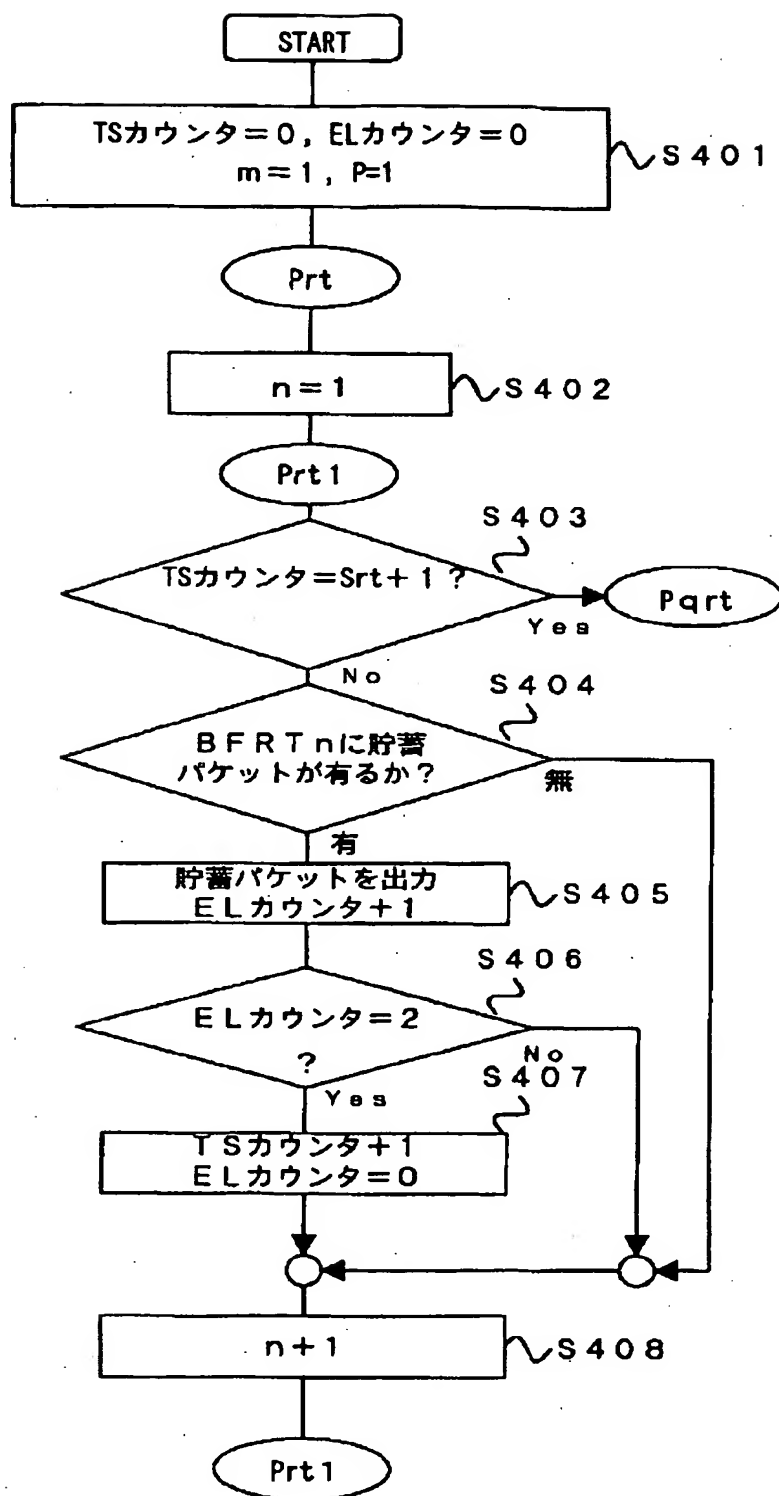 START
TSカウンタ=0, ELカウンタ=0
m=1, P=1
S401
Prt
n=1
S402
Prt1
S403
TSカウンタ=Srt+1?
Pqrt
Yes
No
S404
BFRTnに貯蓄
パケットが有るか?
無
有
貯蓄パケットを出力
ELカウンタ+1
S405
S406
ELカウンタ=2
?
No
Yes
S407
TSカウンタ+1
ELカウンタ=0
n+1
S408
Prt1